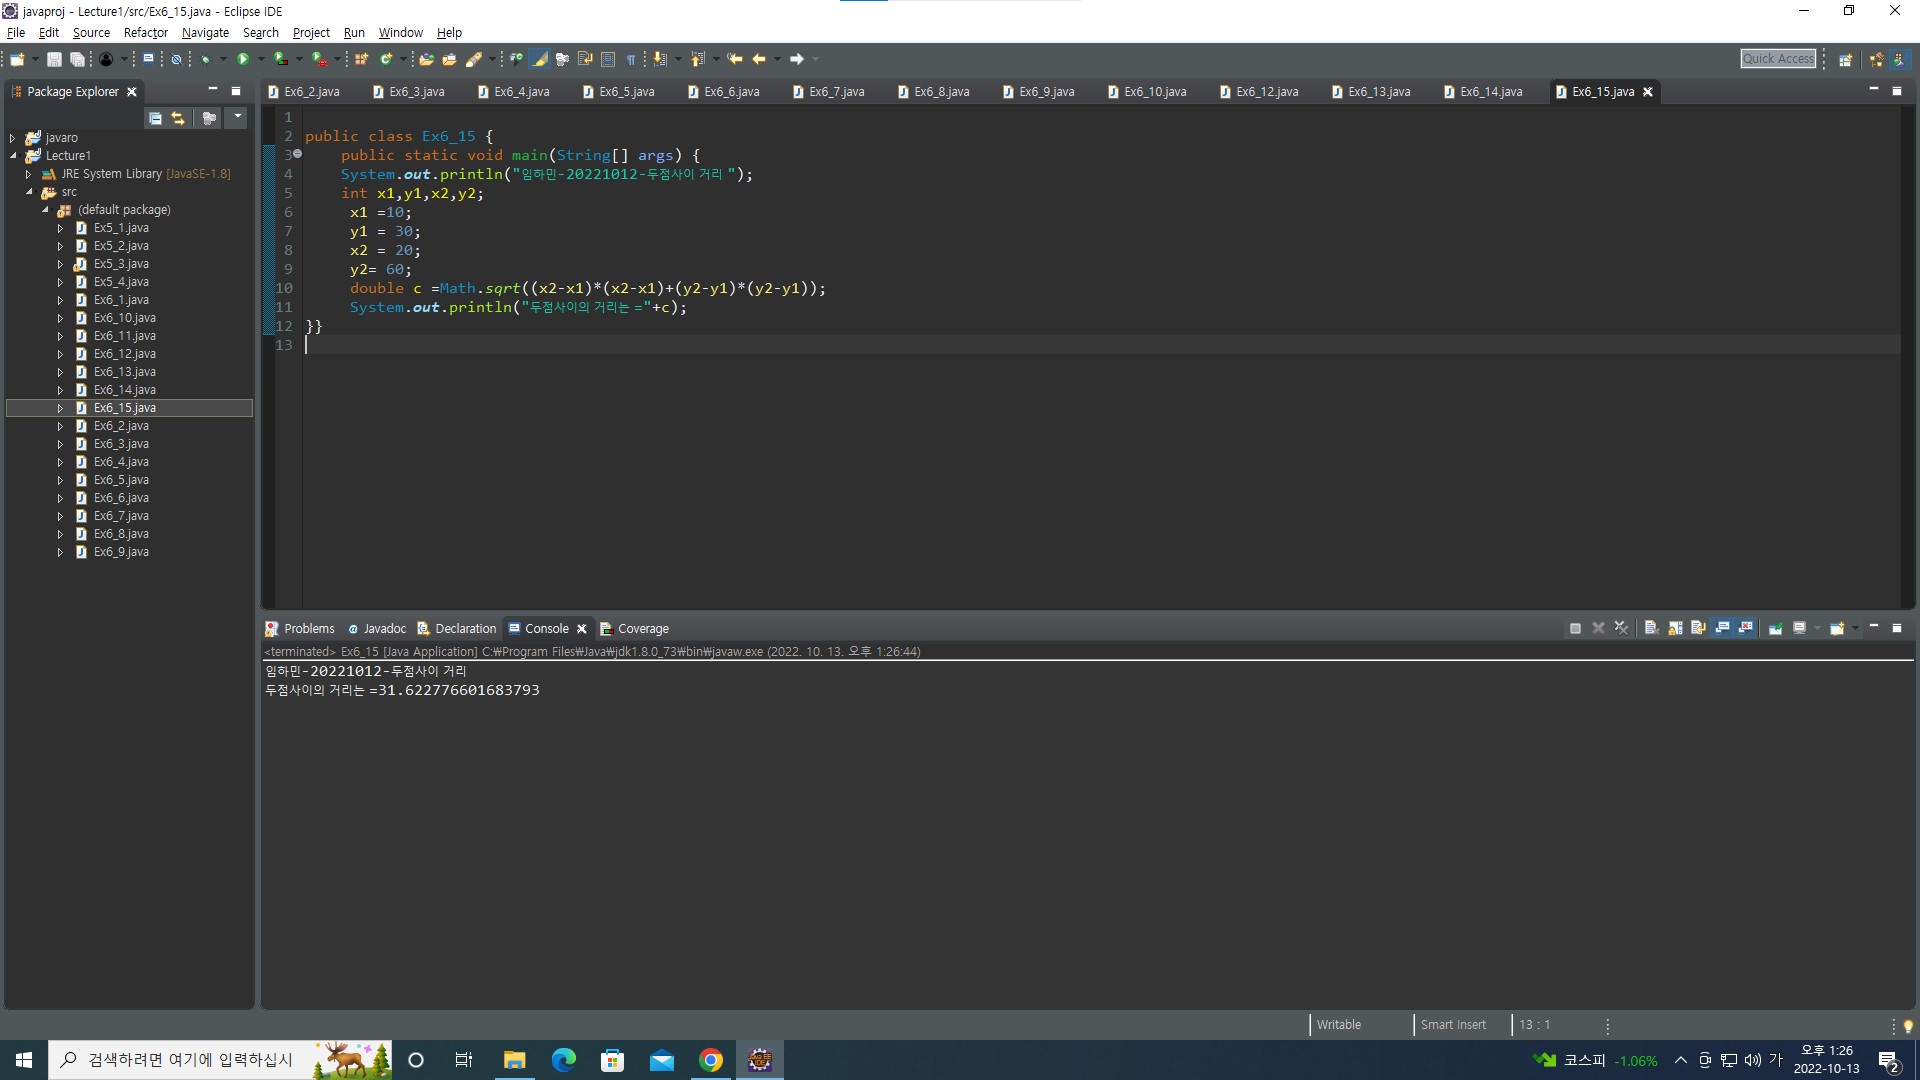 javaproj - Lecture1/src/Ex6_15.java - Eclipse IDE
File Edit Source Refactor Navigate Search Project Run Window Help
Quick Access
Package Explorer
Ex6_2.java Ex6_3.java Ex6_4.java Ex6_5.java Ex6_6.java Ex6_7.java Ex6_8.java Ex6_9.java Ex6_10.java Ex6_12.java Ex6_13.java Ex6_14.java Ex6_15.java
javaro
Lecture1
JRE System Library [JavaSE-1.8]
src
(default package)
Ex5_1.java
Ex5_2.java
Ex5_3.java
Ex5_4.java
Ex6_1.java
Ex6_10.java
Ex6_11.java
Ex6_12.java
Ex6_13.java
Ex6_14.java
Ex6_15.java
Ex6_2.java
Ex6_3.java
Ex6_4.java
Ex6_5.java
Ex6_6.java
Ex6_7.java
Ex6_8.java
Ex6_9.java
1
2 public class Ex6_15 {
3 public static void main(String[] args) {
4 System.out.println("임하민-20221012-두점사이 거리 ");
5 int x1,y1,x2,y2;
6 x1 =10;
7 y1 = 30;
8 x2 = 20;
9 y2= 60;
10 double c =Math.sqrt((x2-x1)*(x2-x1)+(y2-y1)*(y2-y1));
11 System.out.println("두점사이의 거리는 ="+c);
12 }}
13
Problems Javadoc Declaration Console Coverage
<terminated> Ex6_15 [Java Application] C:₩Program Files₩Java₩jdk1.8.0_73₩bin₩javaw.exe (2022. 10. 13. 오후 1:26:44)
임하민-20221012-두점사이 거리
두점사이의 거리는 =31.622776601683793
Writable Smart Insert 13 : 1
검색하려면 여기에 입력하십시
코스피 -1.06% 가 오후 1:26
2022-10-13 2